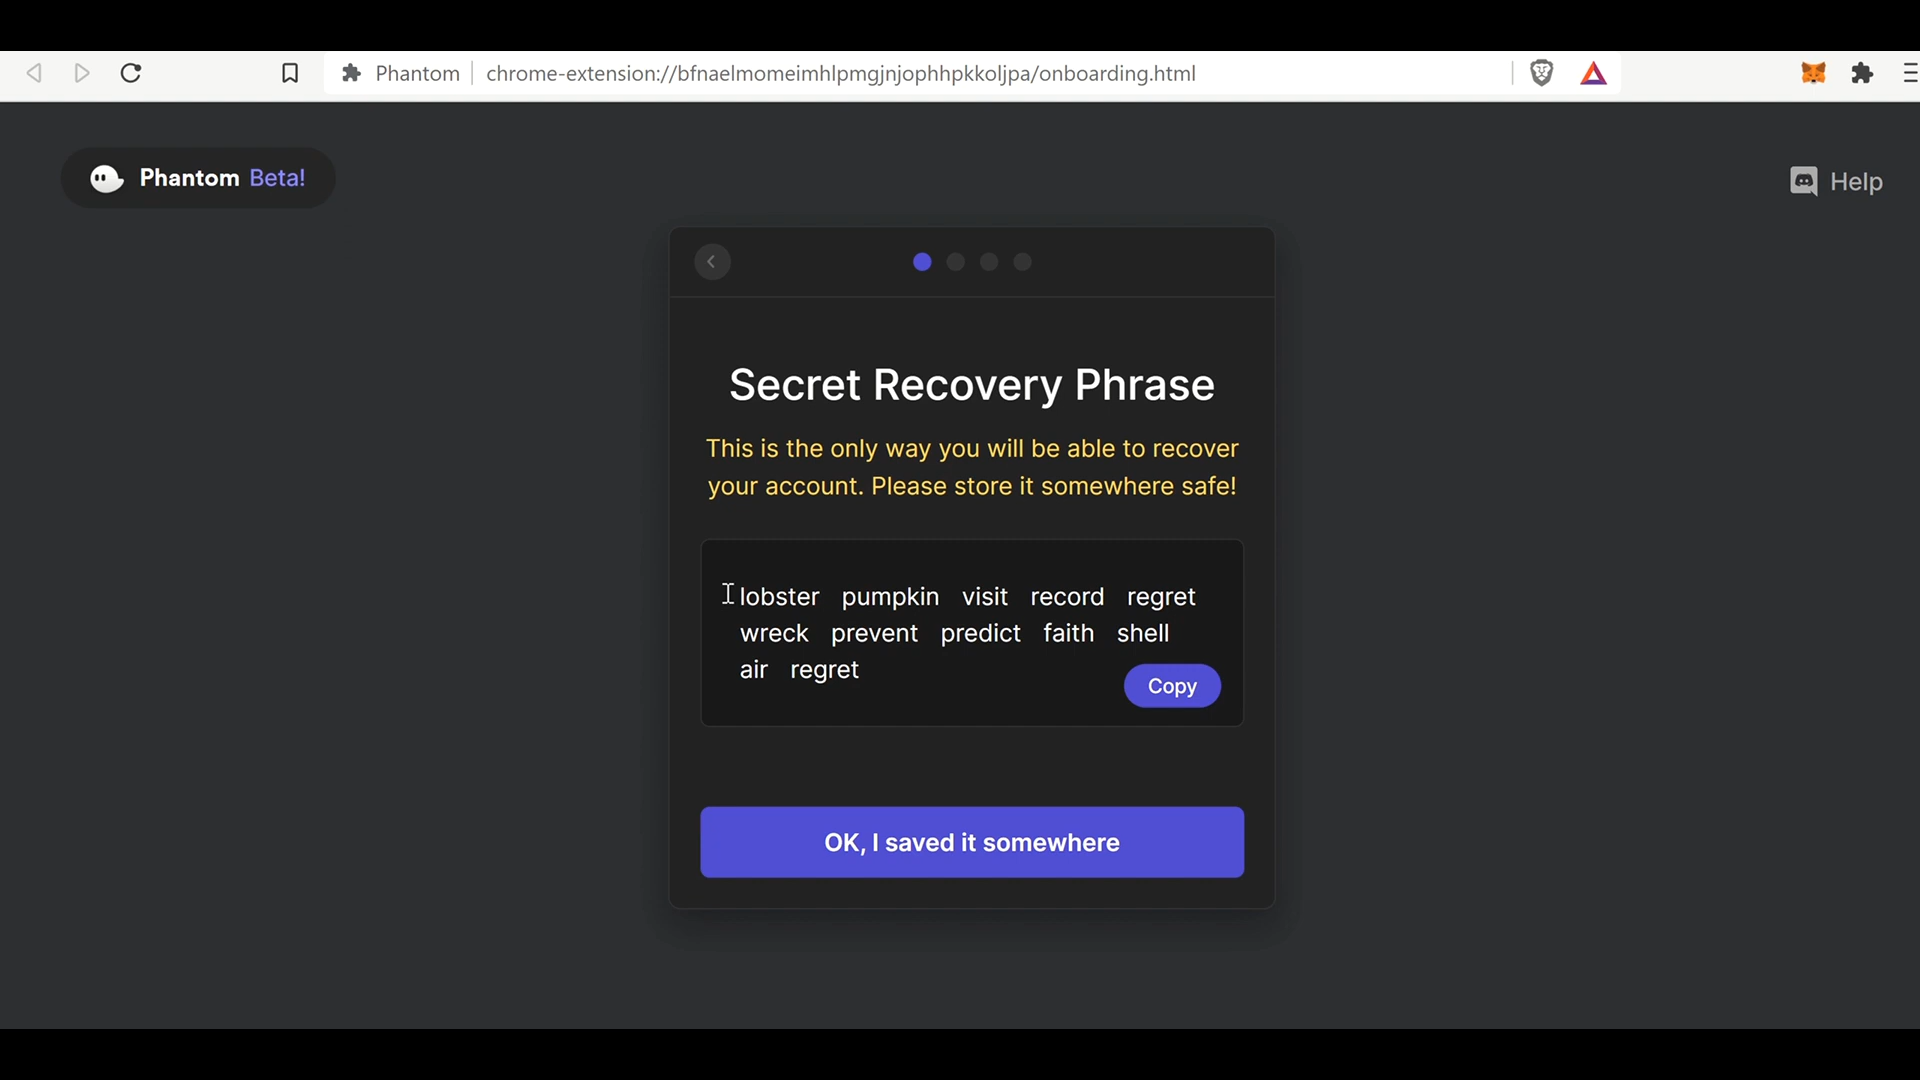 Phantom chrome-extension://bfnaelmomeimhlpmgjnjophhpkkoljpa/onboarding.html
Phantom Beta!
Help
Secret Recovery Phrase
This is the only way you will be able to recover
your account. Please store it somewhere safe!
lobster pumpkin visit record regret
wreck prevent predict faith shell
air regret
Copy
OK, I saved it somewhere